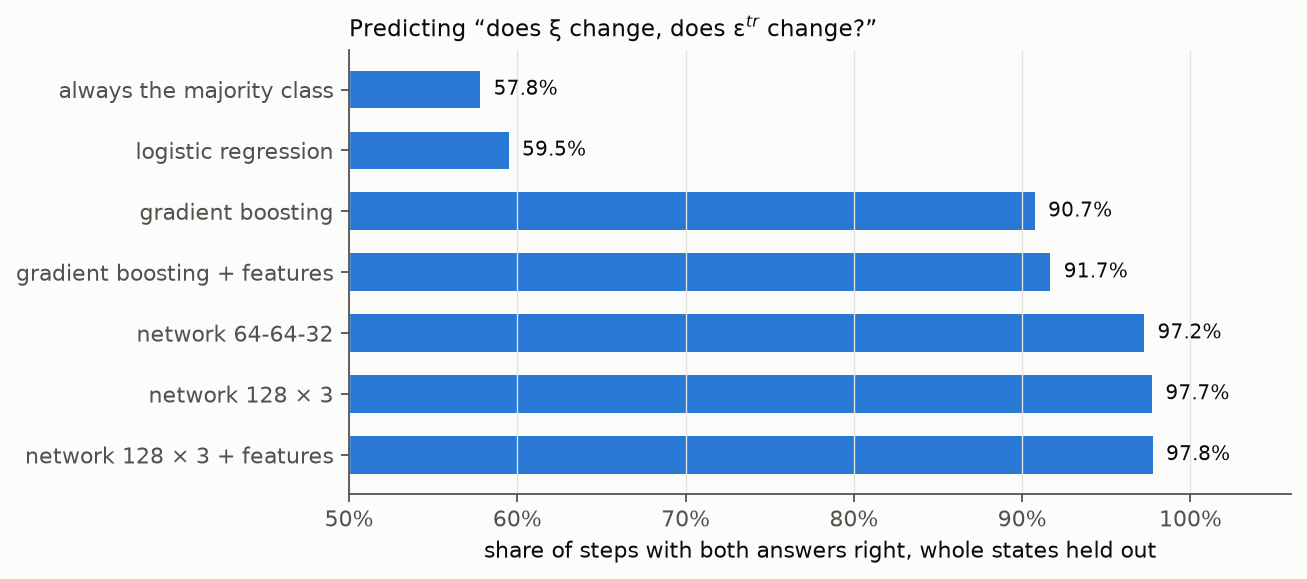 Predicting “does ξ change, does ε^tr change?”
always the majority class 57.8%
logistic regression 59.5%
gradient boosting 90.7%
gradient boosting + features 91.7%
network 64-64-32 97.2%
network 128 × 3 97.7%
network 128 × 3 + features 97.8%
50% 60% 70% 80% 90% 100%
share of steps with both answers right, whole states held out